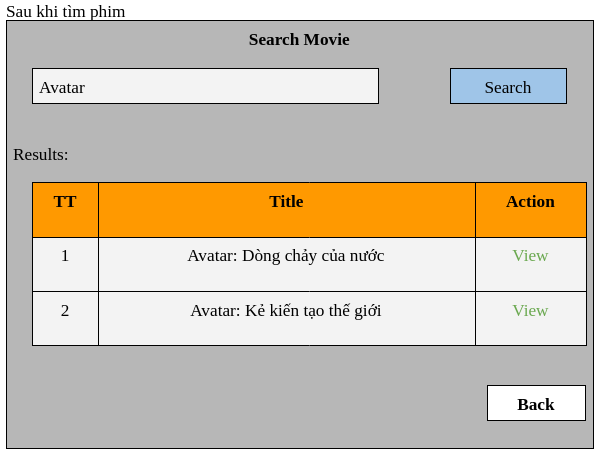 Sau khi tìm phim
Search Movie
Avatar
Search
Results:
TT Title Action
1 Avatar: Dòng chảy của nước View
2 Avatar: Kẻ kiến tạo thế giới View
Back